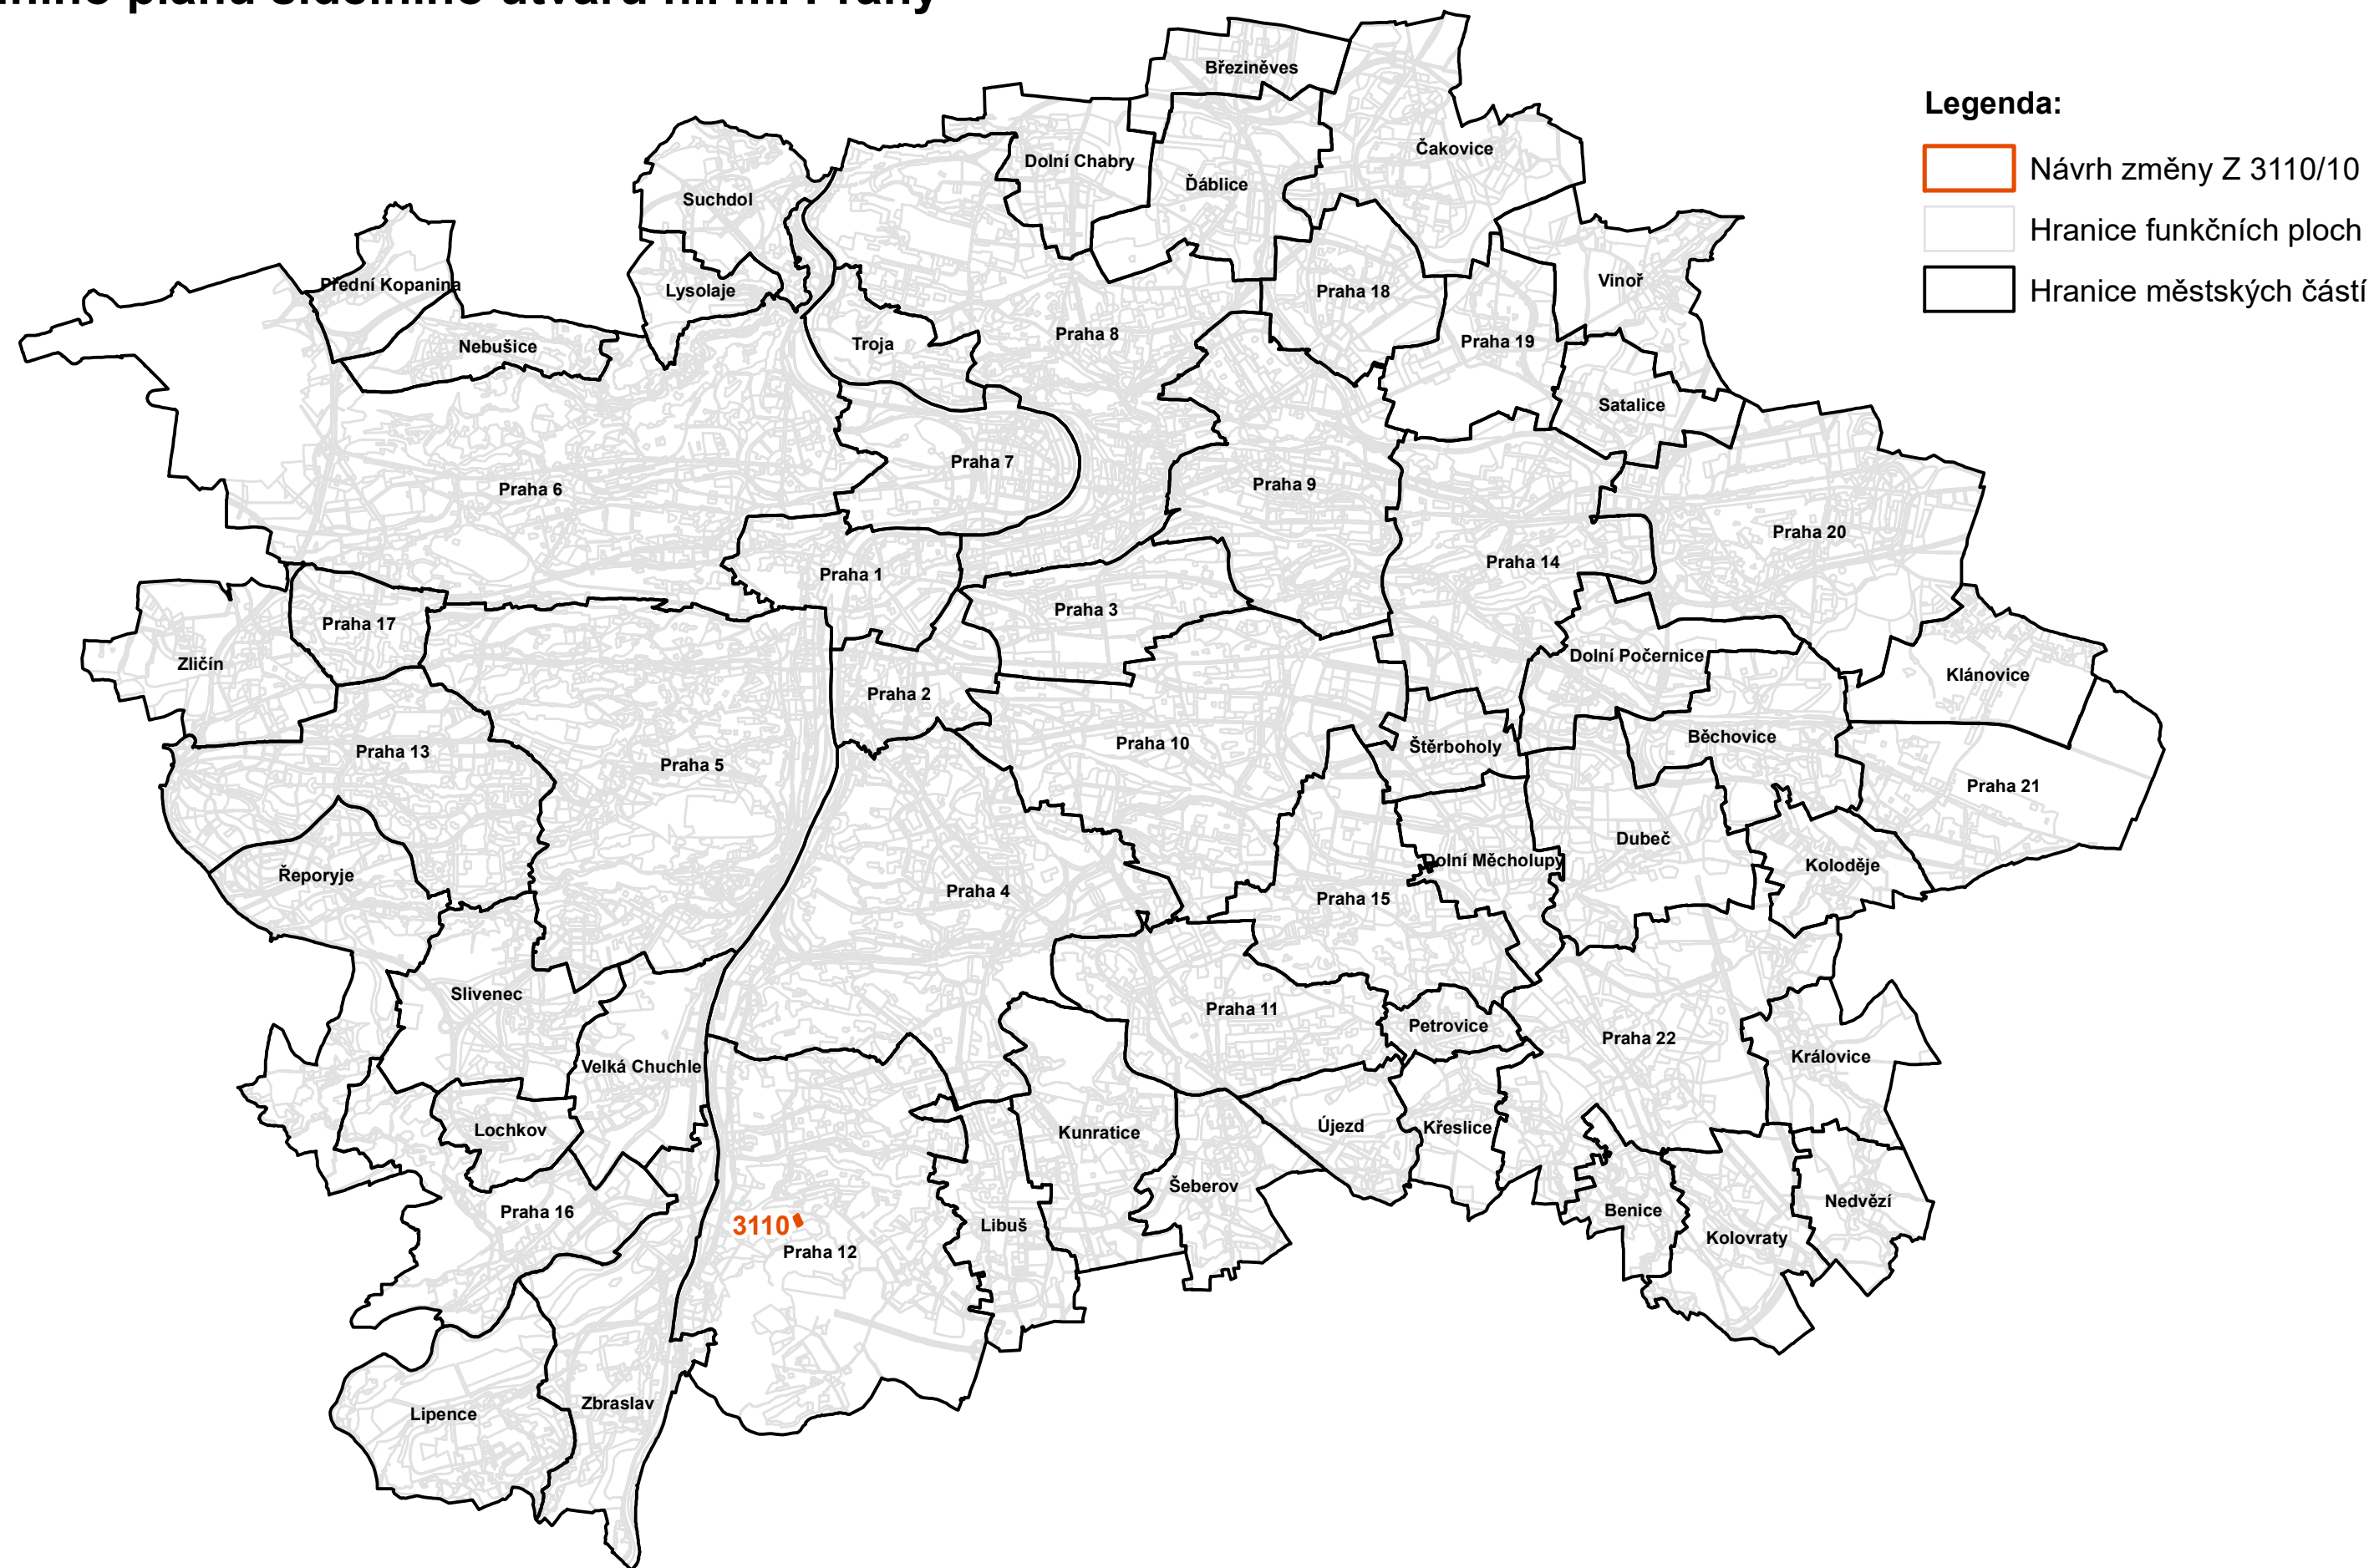 plánu sídelního útvaru hl. m. Prahy
Legenda:
Návrh změny Z 3110/10
Hranice funkčních ploch
Hranice městských částí
Březiněves
Čakovice
Dolní Chabry
Ďáblice
Suchdol
Přední Kopanina
Lysolaje
Praha 18
Vinoř
Nebušice
Troja
Praha 8
Praha 19
Satalice
Praha 7
Praha 6
Praha 9
Praha 20
Praha 14
Praha 1
Praha 3
Praha 17
Zličín
Dolní Počernice
Klánovice
Praha 2
Praha 13
Praha 5
Praha 10
Štěrboholy
Běchovice
Praha 21
Řeporyje
Praha 4
Dolní Měcholupy
Dubeč
Koloděje
Praha 15
Slivenec
Praha 11
Petrovice
Praha 22
Královice
Velká Chuchle
Lochkov
Kunratice
Újezd
Křeslice
Šeberov
Praha 16
3110
Praha 12
Libuš
Benice
Nedvězí
Kolovraty
Lipence
Zbraslav